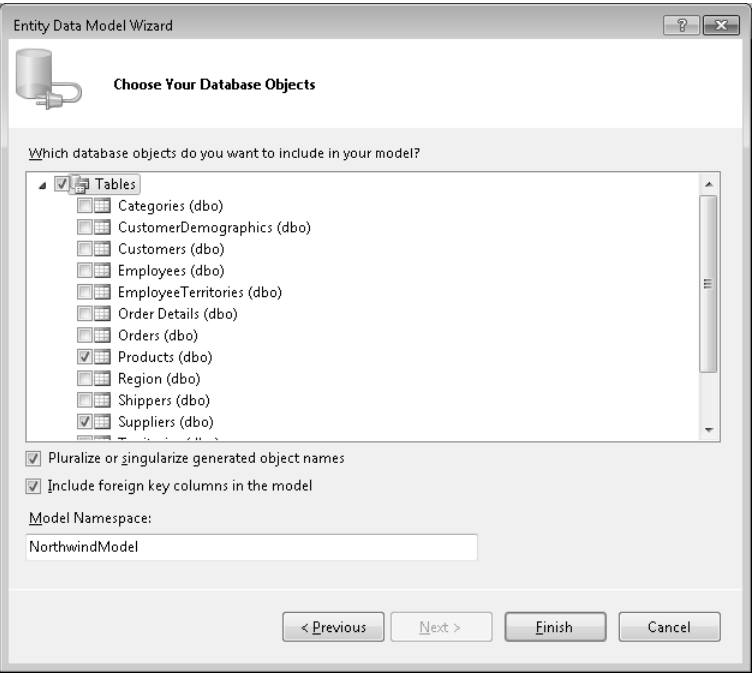 Entity Data Model Wizard
?
Choose Your Database Objects
Which database objects do you want to include in your model?
Tables
Categories (dbo)
CustomerDemographics (dbo)
Customers (dbo)
Employees (dbo)
EmployeeTerritories (dbo)
Order Details (dbo)
Orders (dbo)
Products (dbo)
Region (dbo)
Shippers (dbo)
Suppliers (dbo)
Pluralize or singularize generated object names
Include foreign key columns in the model
Model Namespace:
NorthwindModel
< Previous Next > Finish Cancel